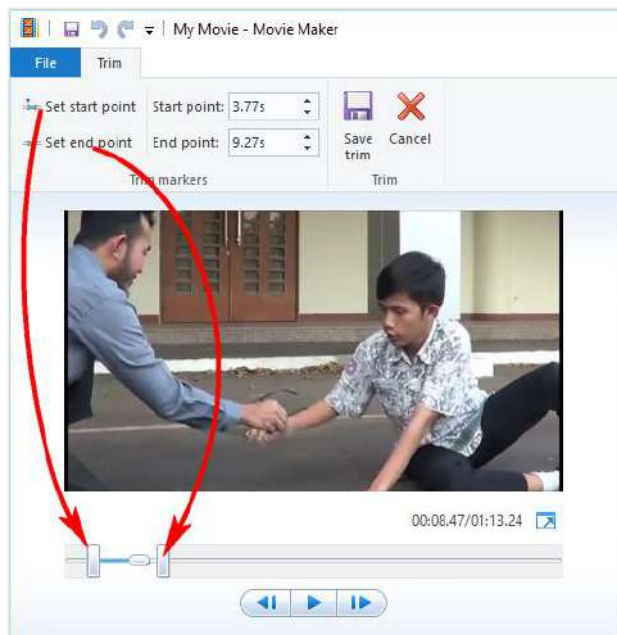 My Movie - Movie Maker
File Trim
Set start point Start point: 3.77s
Set end point End point: 9.27s
Save trim Cancel
Trim markers Trim
00:08.47/01:13.24